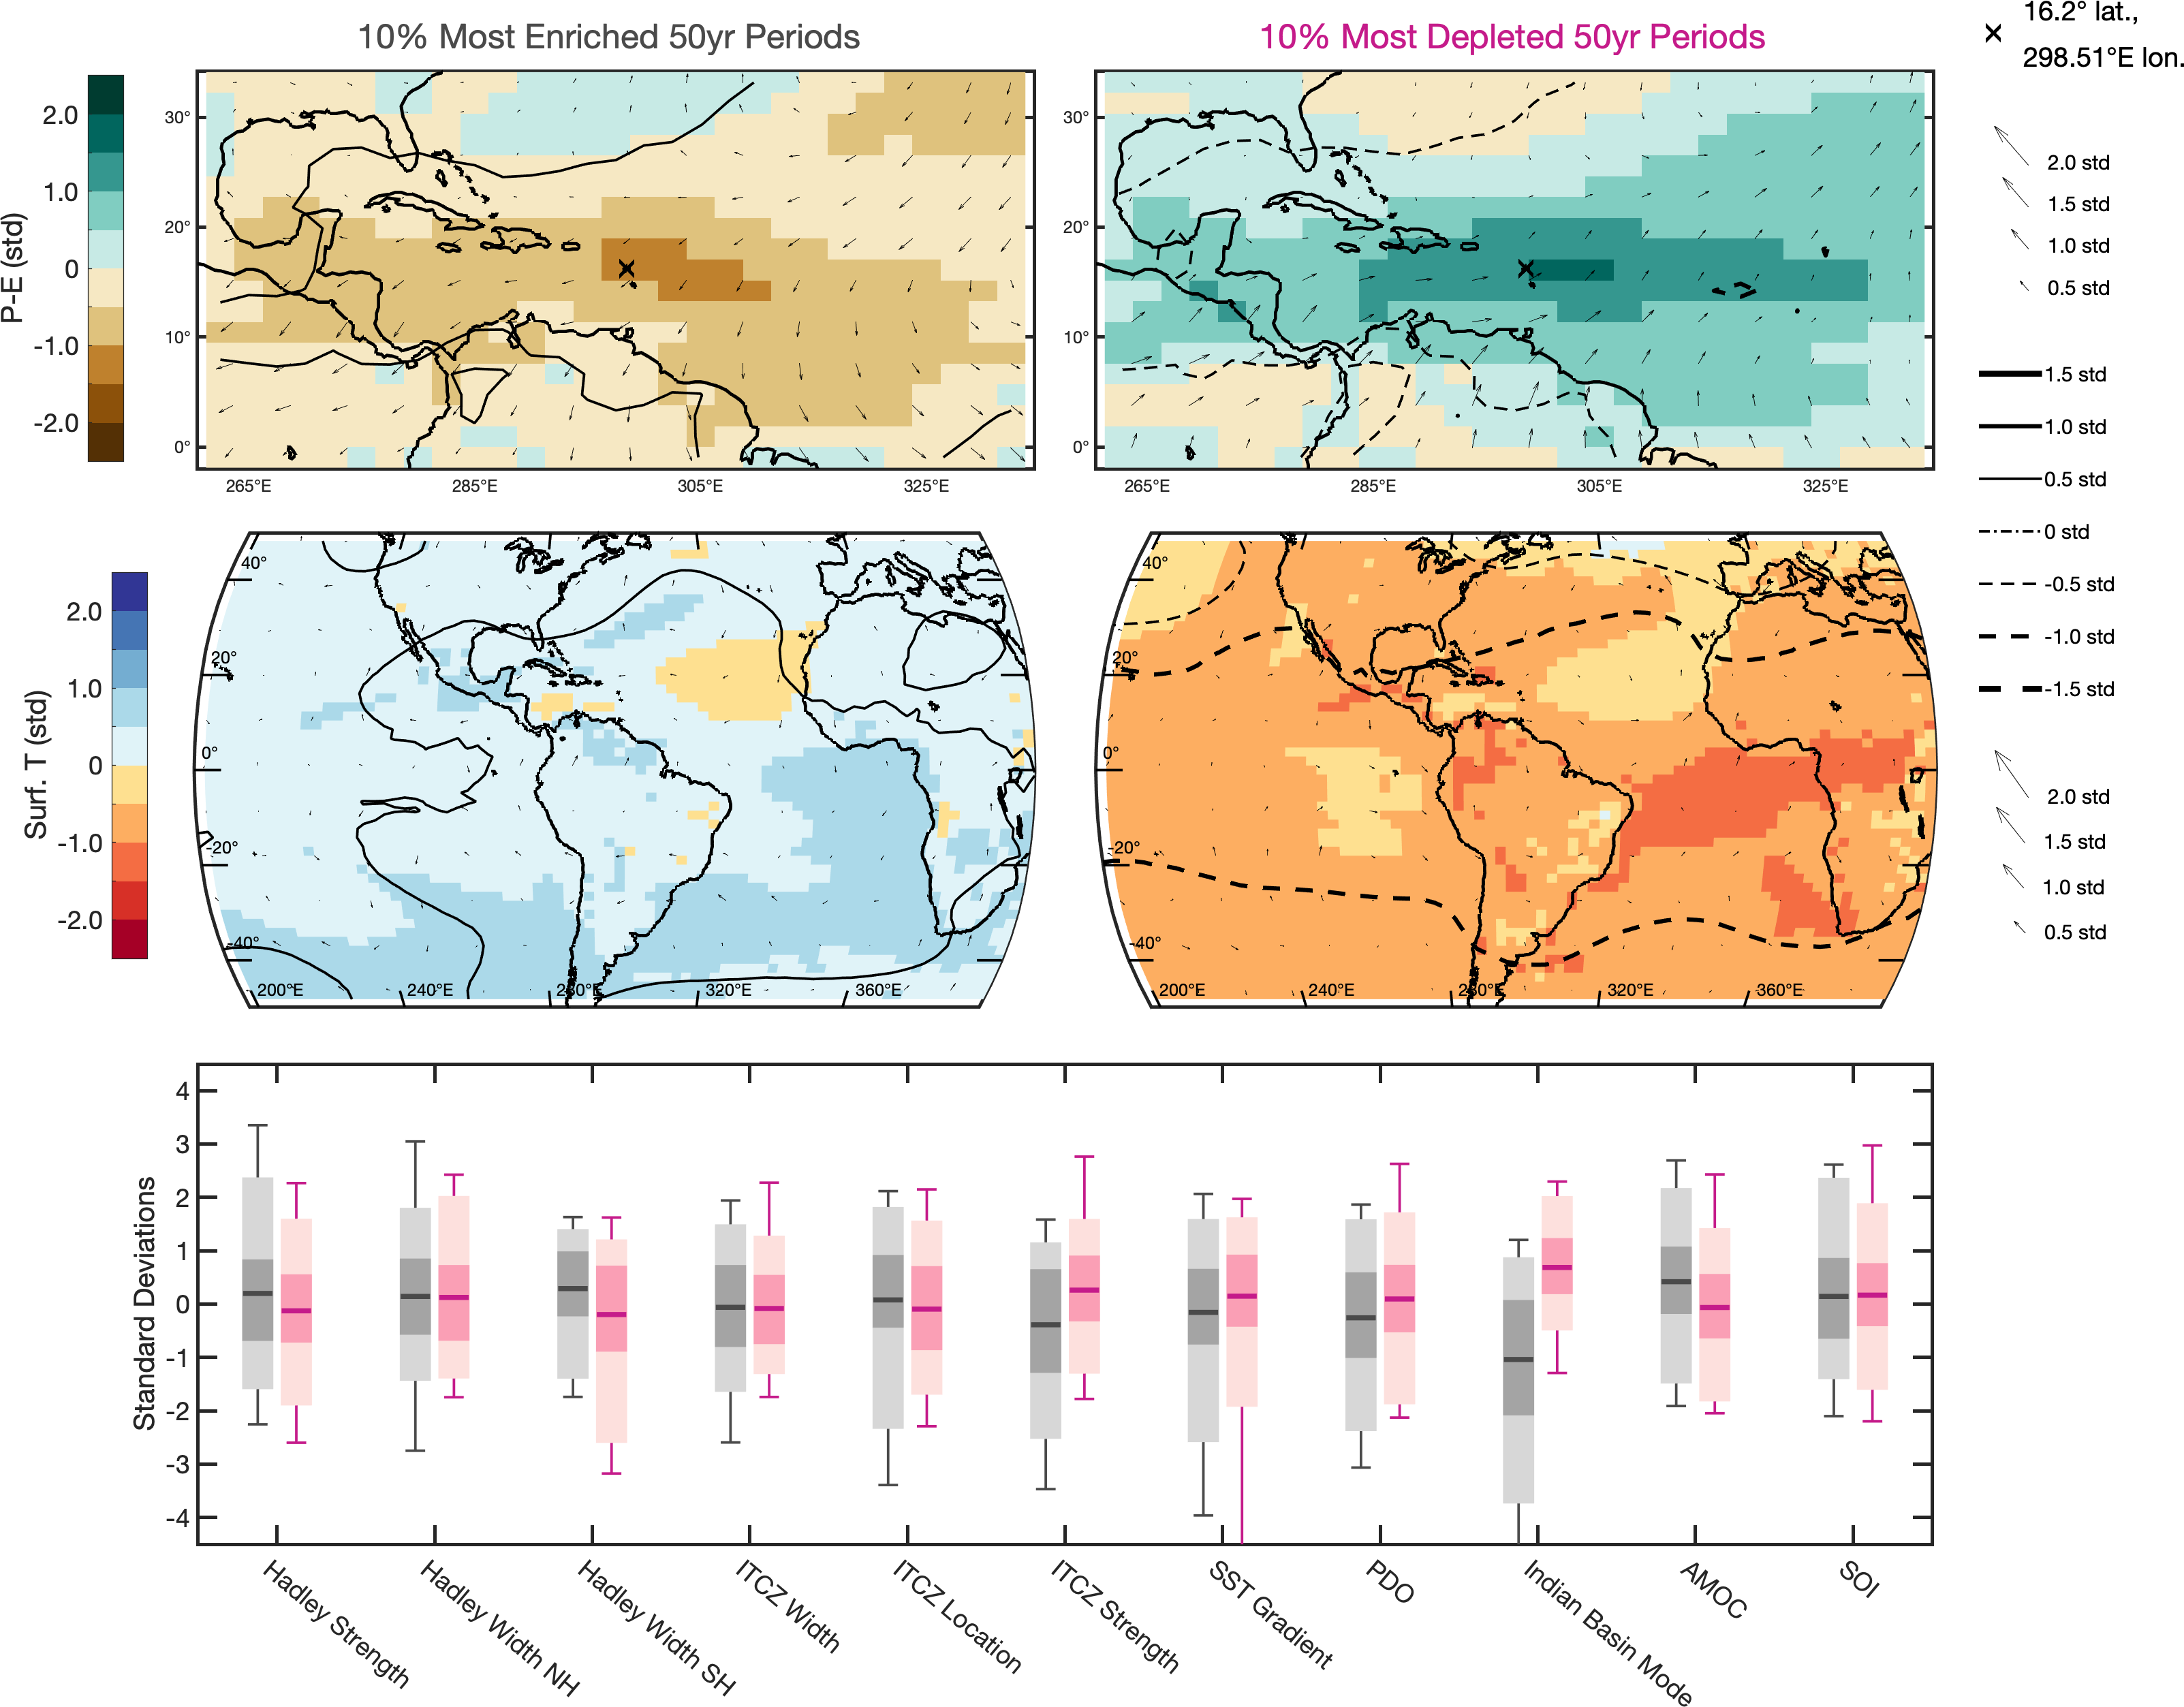 10% Most Enriched 50yr Periods
10% Most Depleted 50yr Periods
16.2° lat.,
298.51°E lon.
P-E (std)
2.0
1.0
0
-1.0
-2.0
30°
20°
10°
0°
265°E
285°E
305°E
325°E
30°
20°
10°
0°
265°E
285°E
305°E
325°E
2.0 std
1.5 std
1.0 std
0.5 std
1.5 std
1.0 std
0.5 std
0 std
-0.5 std
-1.0 std
-1.5 std
Surf. T (std)
2.0
1.0
0
-1.0
-2.0
40°
20°
0°
-20°
-40°
200°E
240°E
280°E
320°E
360°E
40°
20°
0°
-20°
-40°
200°E
240°E
280°E
320°E
360°E
2.0 std
1.5 std
1.0 std
0.5 std
Standard Deviations
4
3
2
1
0
-1
-2
-3
-4
Hadley Strength
Hadley Width NH
Hadley Width SH
ITCZ Width
ITCZ Location
ITCZ Strength
SST Gradient
PDO
Indian Basin Mode
AMOC
SOI